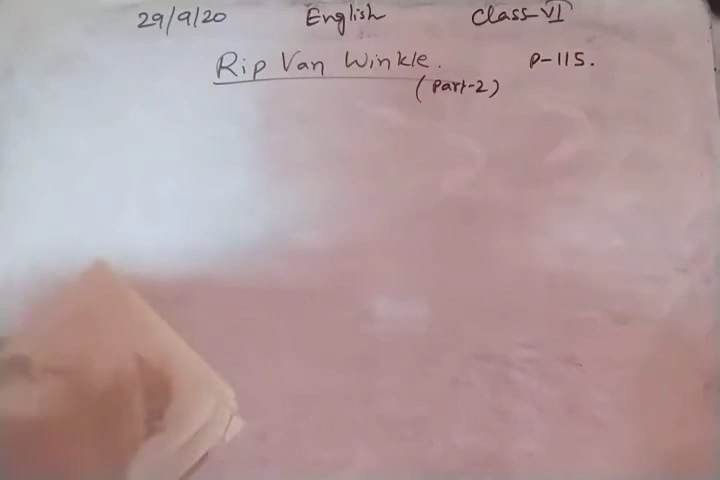 29/9/20 English Class-VI
Rip Van Winkle. P-115.
(Part-2)